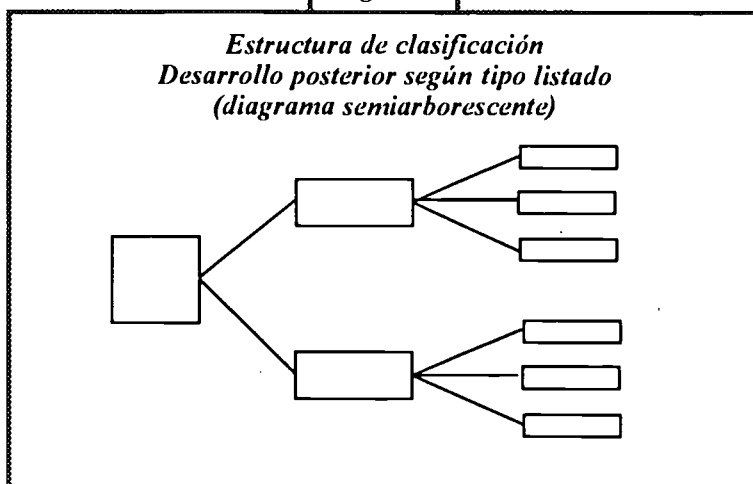 Estructura de clasificación
Desarrollo posterior según tipo listado
(diagrama semiarborescente)